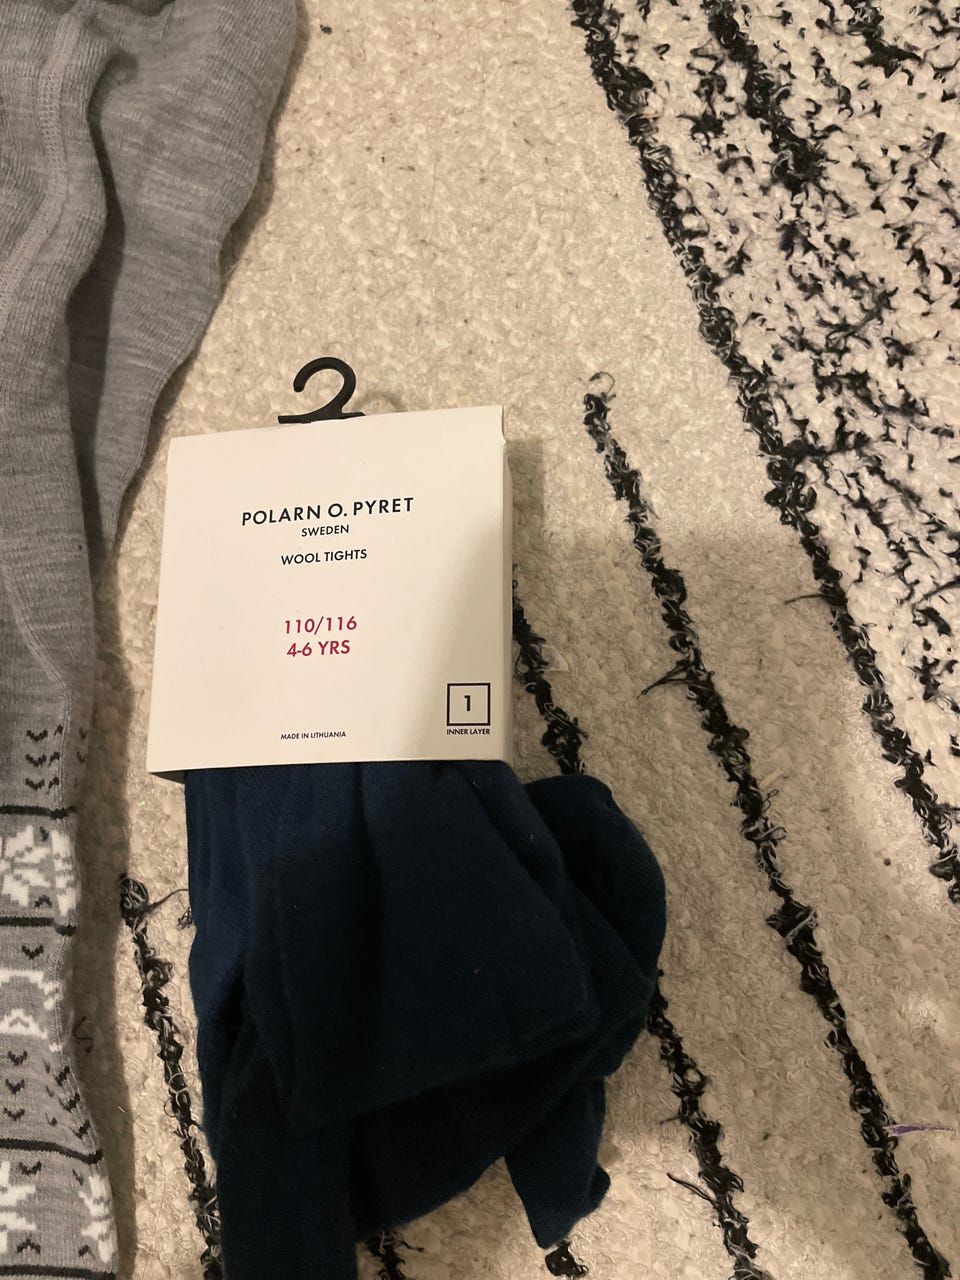 POLARN O. PYRET
SWEDEN
WOOL TIGHTS
110/116
4-6 YRS
1
INNER LAYER
MADE IN LITHUANIA